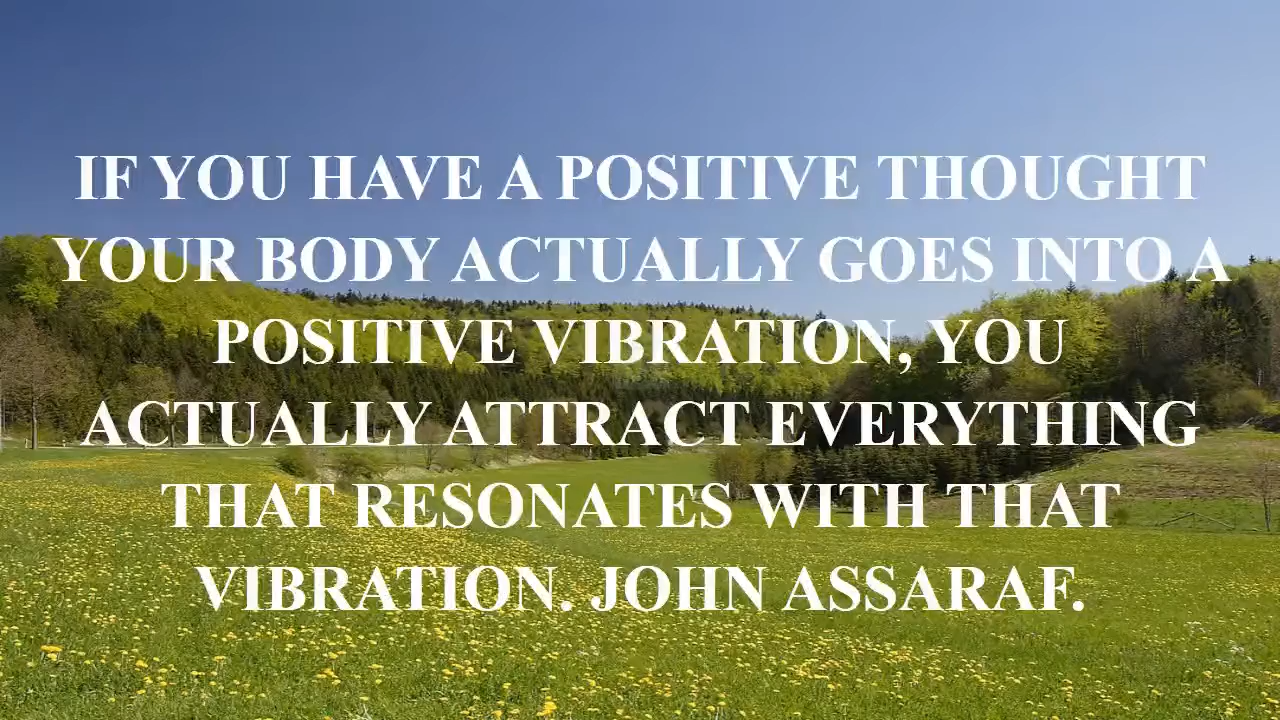 IF YOU HAVE A POSITIVE THOUGHT
YOUR BODY ACTUALLY GOES INTO A
POSITIVE VIBRATION, YOU
ACTUALLY ATTRACT EVERYTHING
THAT RESONATES WITH THAT
VIBRATION. JOHN ASSARAF.